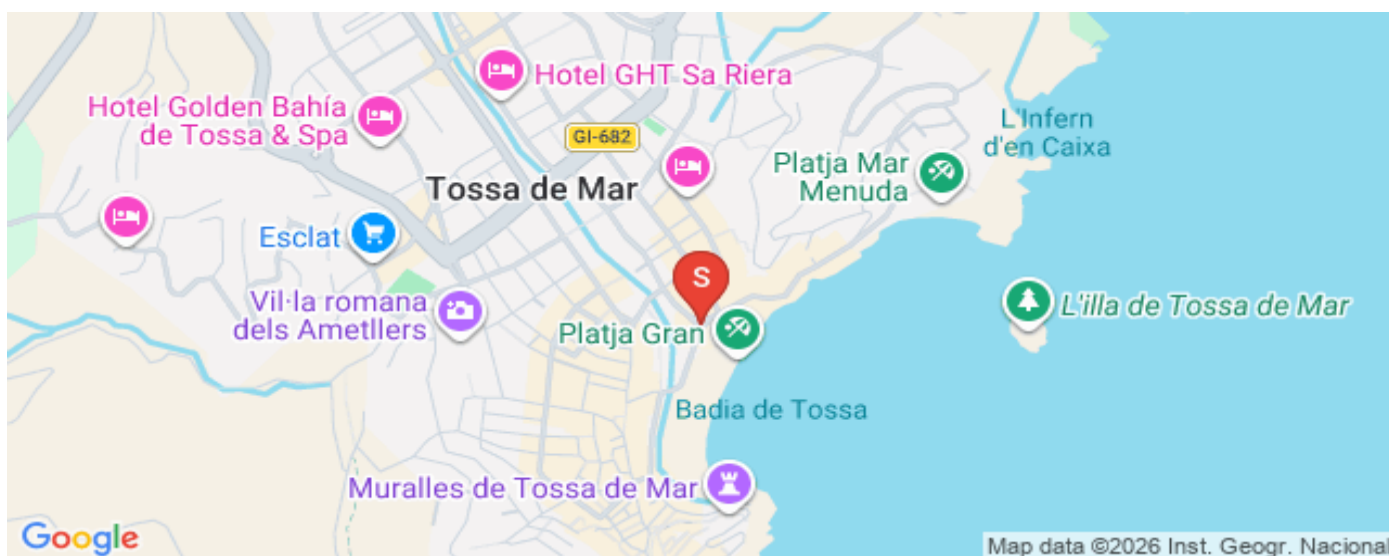 Hotel GHT Sa Riera
Hotel Golden Bahía
de Tossa & Spa
GI-682
L'Infern
d'en Caixa
Platja Mar
Menuda
Tossa de Mar
Esclat
S
Vil·la romana
dels Ametllers
Platja Gran
L'illa de Tossa de Mar
Badia de Tossa
Muralles de Tossa de Mar
Google
Map data ©2026 Inst. Geogr. Nacional